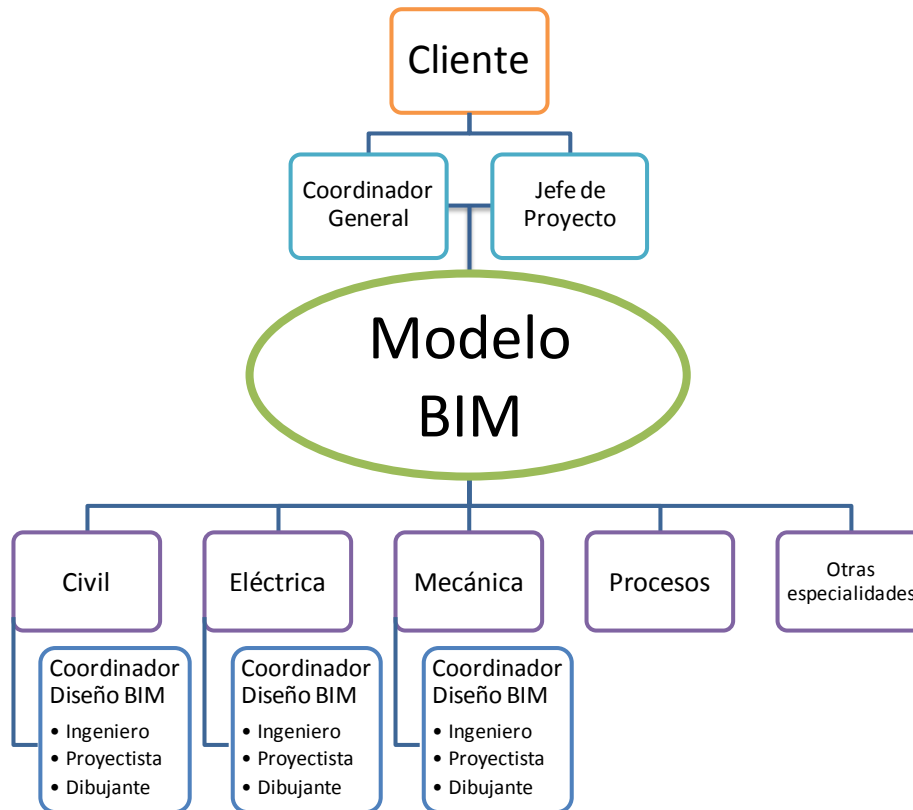 Cliente
Coordinador
General
Jefe de
Proyecto
Modelo
BIM
Civil
Eléctrica
Mecánica
Procesos
Otras
especialidades
Coordinador
Diseño BIM
• Ingeniero
• Proyectista
• Dibujante
Coordinador
Diseño BIM
• Ingeniero
• Proyectista
• Dibujante
Coordinador
Diseño BIM
• Ingeniero
• Proyectista
• Dibujante